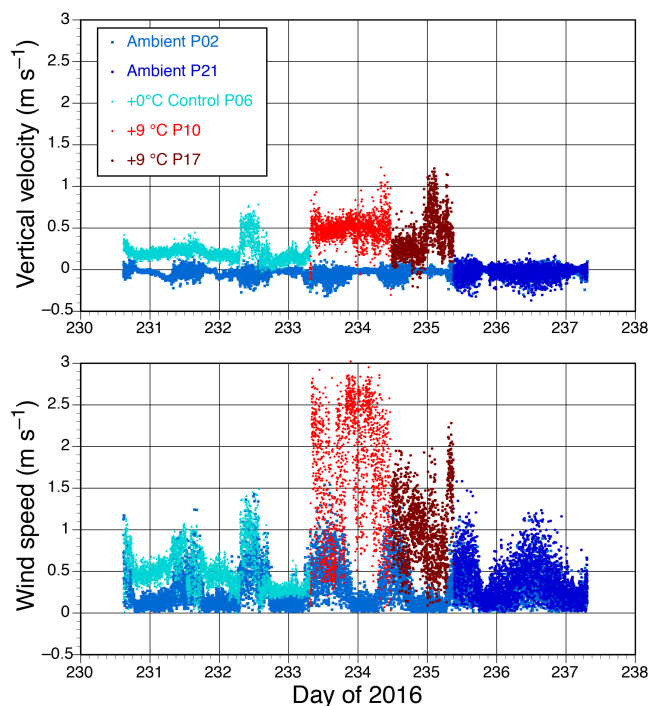 Vertical velocity (m s⁻¹)
3
2.5
2
1.5
1
0.5
0
−0.5
Ambient P02
Ambient P21
+0°C Control P06
+9 °C P10
+9 °C P17
230 231 232 233 234 235 236 237 238
Wind speed (m s⁻¹)
3
2.5
2
1.5
1
0.5
0
−0.5
230 231 232 233 234 235 236 237 238
Day of 2016